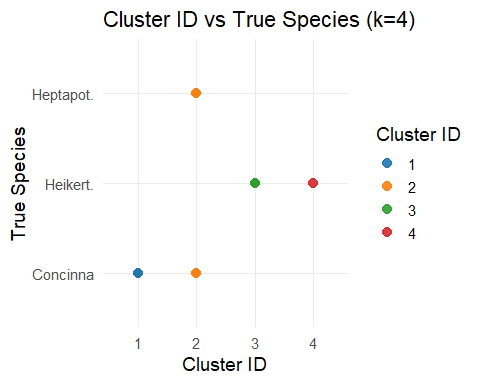 Cluster ID vs True Species (k=4)
Heptapot.
Heikert.
Concinna
True Species
1 2 3 4
Cluster ID
Cluster ID
1
2
3
4